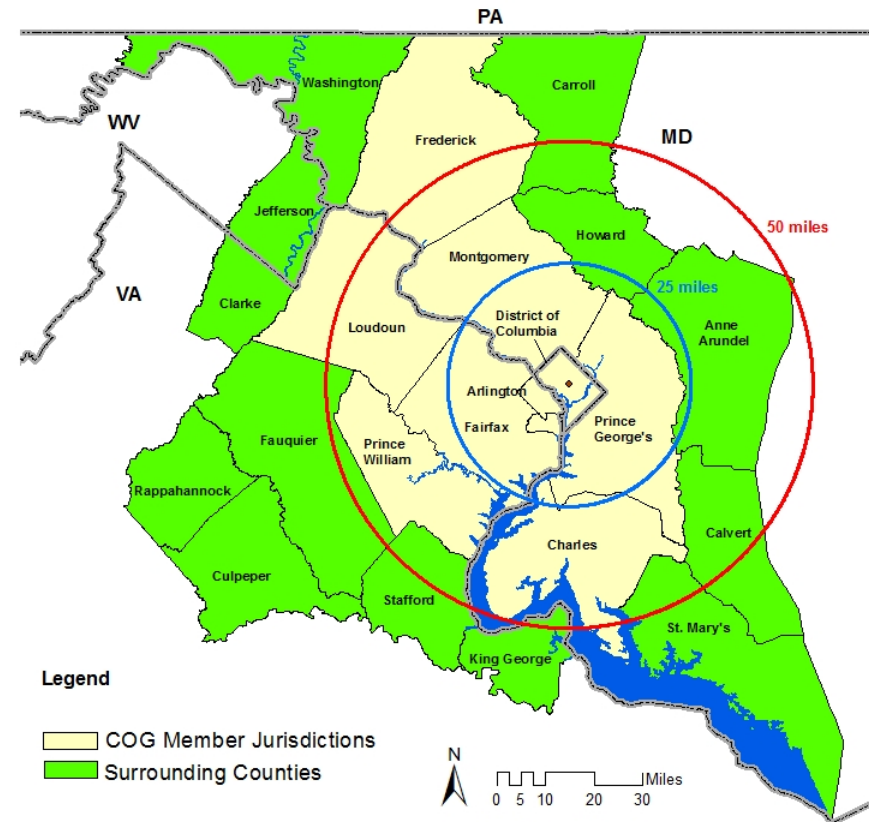 PA
Washington
Carroll
WV
MD
Frederick
Jefferson
50 miles
Howard
Montgomery
25 miles
VA
Clarke
District of
Columbia
Loudoun
Anne
Arundel
Arlington
Fairfax
Prince
George's
Fauquier
Prince
William
Rappahannock
Calvert
Charles
Culpeper
Stafford
St. Mary's
King George
Legend
COG Member Jurisdictions
Surrounding Counties
N
Miles
0 5 10 20 30